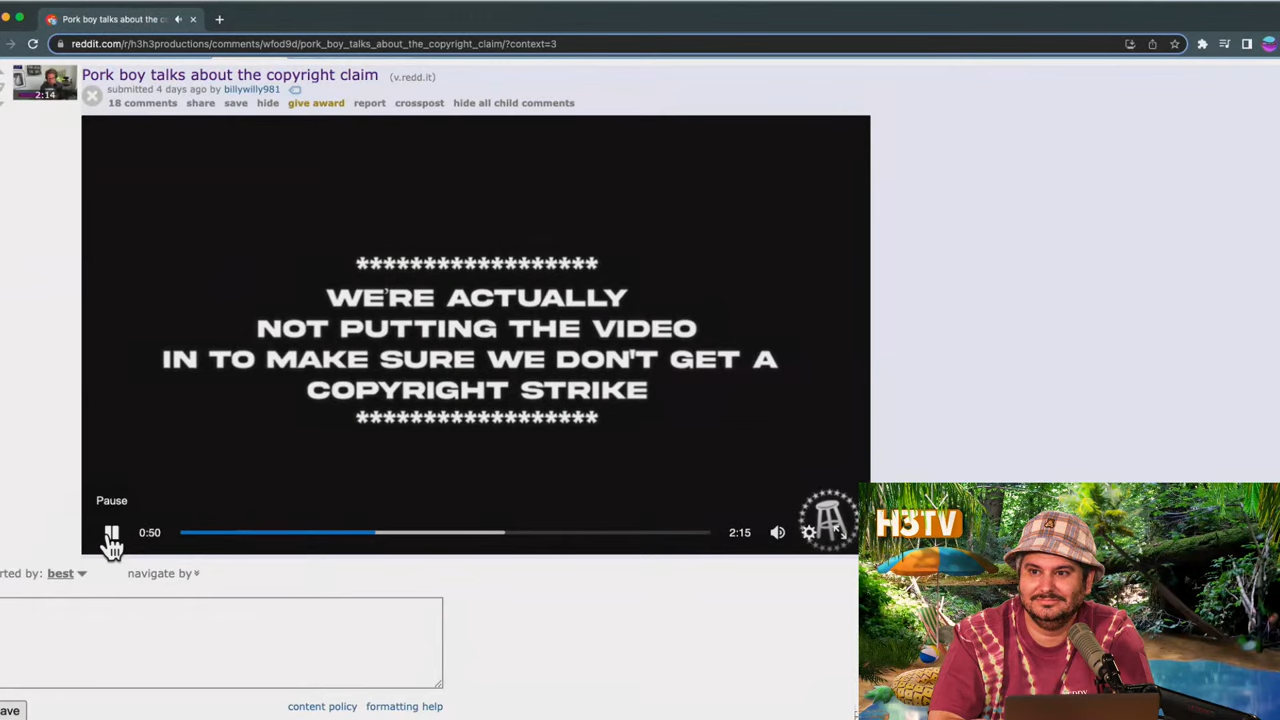 Pork boy talks about the co
reddit.com/r/h3h3productions/comments/wfod9d/pork_boy_talks_about_the_copyright_claim/?context=3
2:14
Pork boy talks about the copyright claim (v.redd.it)
submitted 4 days ago by billywilly981
18 comments share save hide give award report crosspost hide all child comments
******************
WE'RE ACTUALLY
NOT PUTTING THE VIDEO
IN TO MAKE SURE WE DON'T GET A
COPYRIGHT STRIKE
******************
Pause
0:50
2:15
H3TV
rted by: best
navigate by
content policy formatting help
ave